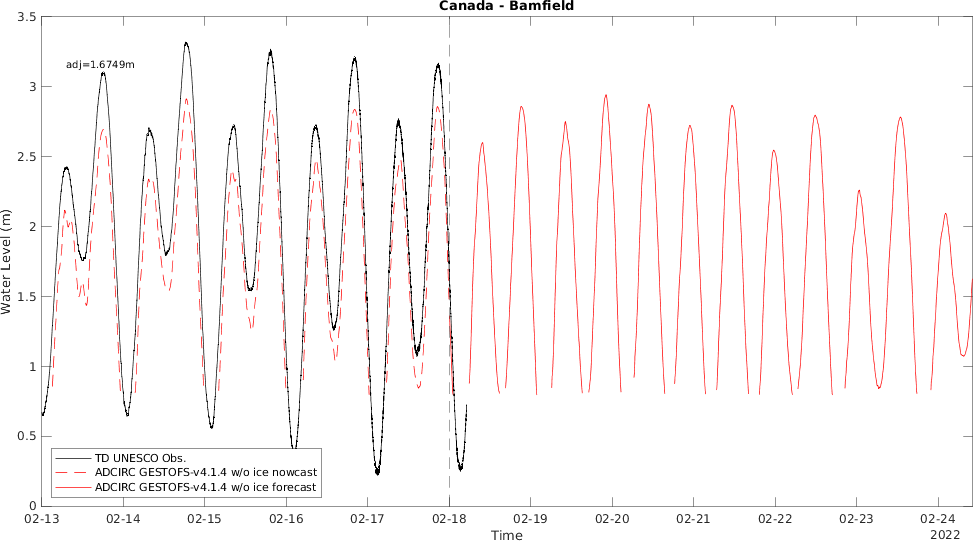 Canada - Bamfield
3.5
adj=1.6749m
3
2.5
2
1.5
1
0.5
0
Water Level (m)
TD UNESCO Obs.
ADCIRC GESTOFS-v4.1.4 w/o ice nowcast
ADCIRC GESTOFS-v4.1.4 w/o ice forecast
02-13 02-14 02-15 02-16 02-17 02-18 02-19 02-20 02-21 02-22 02-23 02-24
Time
2022